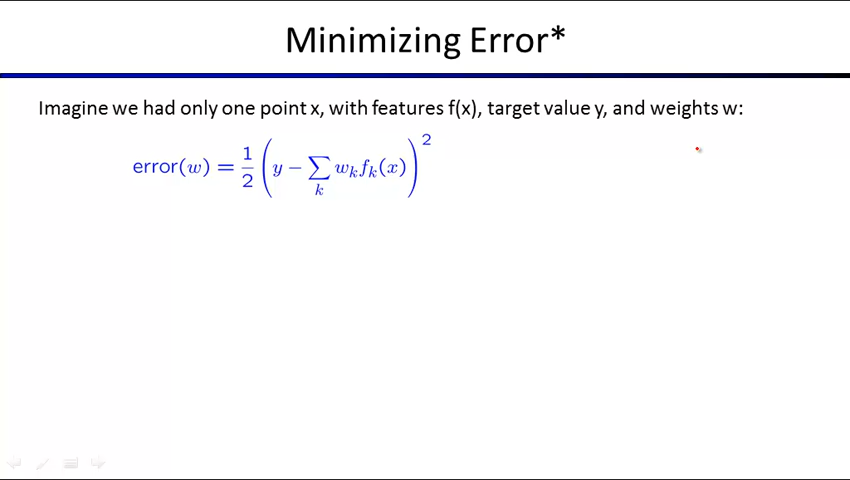 Minimizing Error*
Imagine we had only one point x, with features f(x), target value y, and weights w:
error(w) = 1/2 (y − ∑_k w_k f_k(x))^2